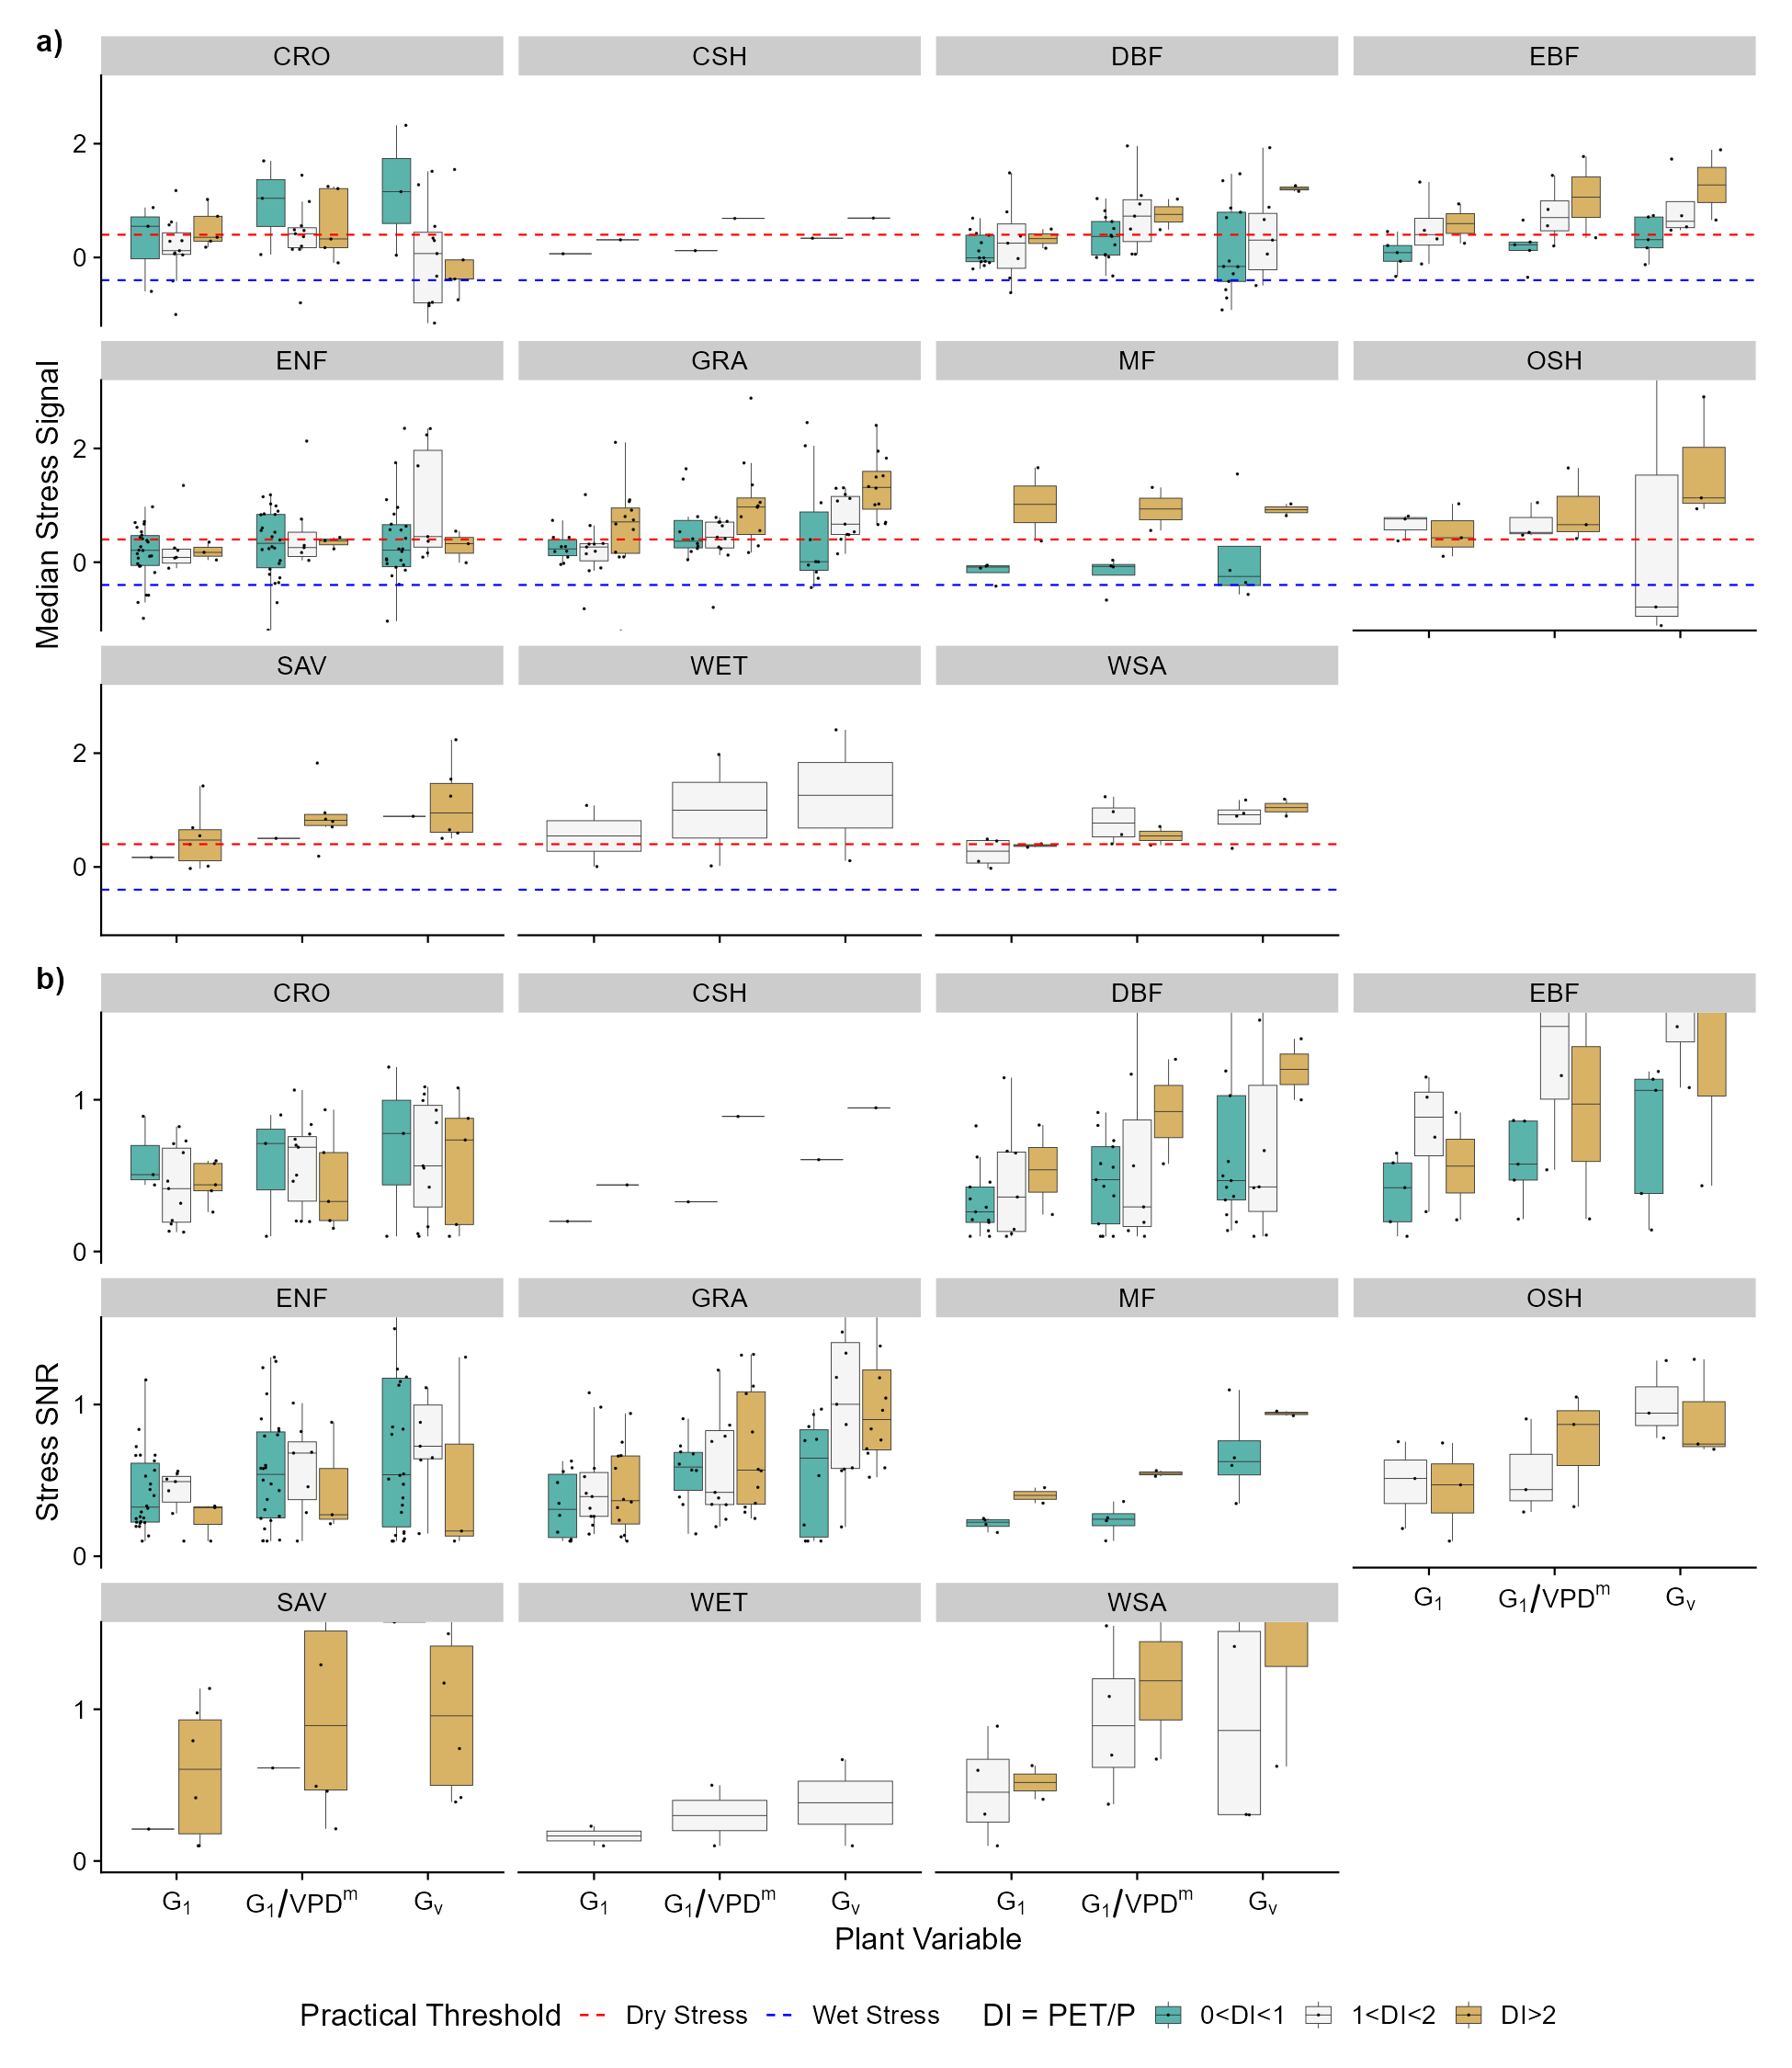 a)
CRO CSH DBF EBF
2
0
ENF GRA MF OSH
2
0
Median Stress Signal
SAV WET WSA
2
0
b)
CRO CSH DBF EBF
1
0
ENF GRA MF OSH
1
0
Stress SNR
G₁ G₁/VPDᵐ Gᵥ
SAV WET WSA
1
0
G₁ G₁/VPDᵐ Gᵥ G₁ G₁/VPDᵐ Gᵥ G₁ G₁/VPDᵐ Gᵥ
Plant Variable
Practical Threshold Dry Stress Wet Stress DI = PET/P 0<DI<1 1<DI<2 DI>2